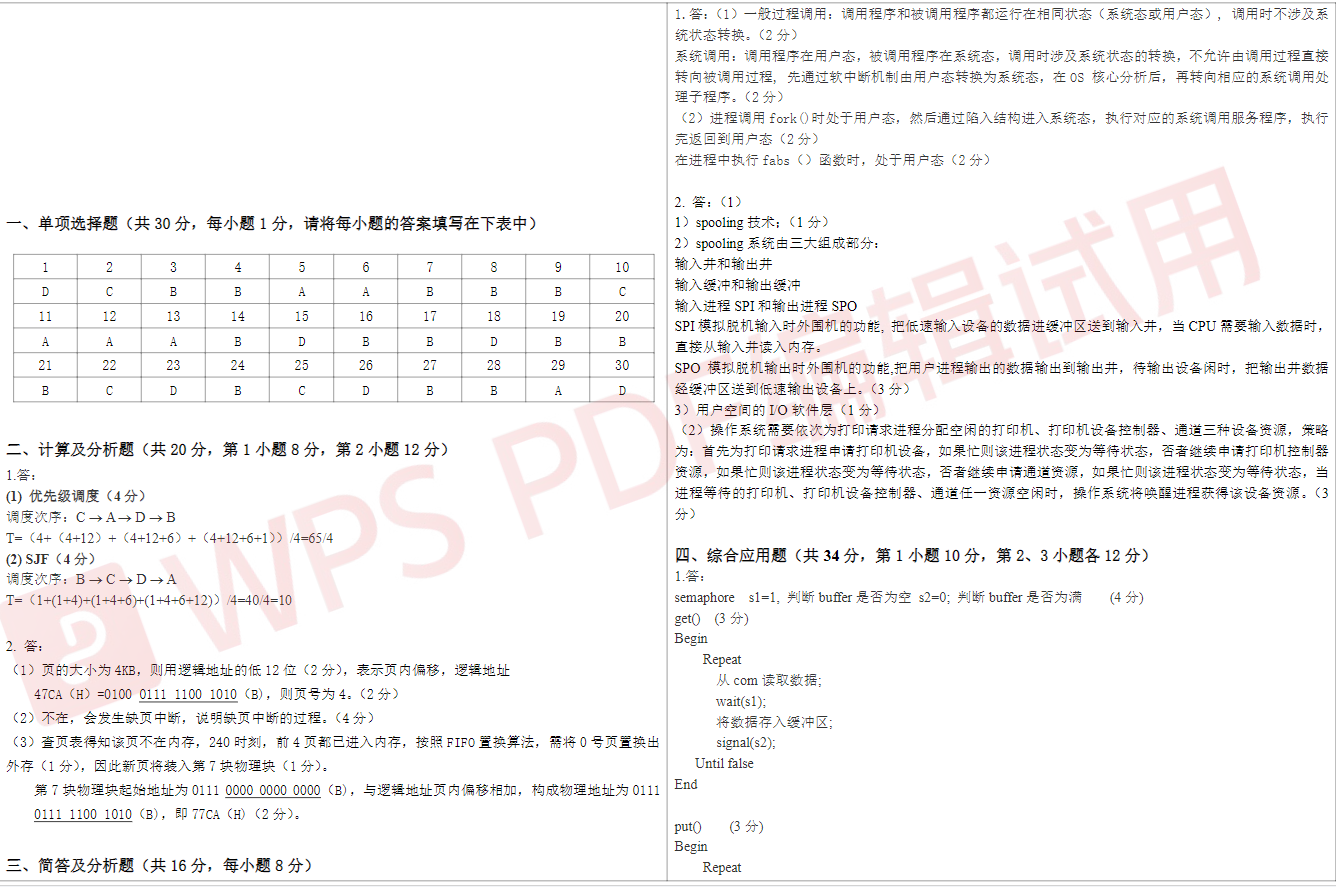 一、单项选择题（共 30 分，每小题 1 分，请将每小题的答案填写在下表中）
1 2 3 4 5 6 7 8 9 10
D C B B A A B B B C
11 12 13 14 15 16 17 18 19 20
A A A B D B B D B B
21 22 23 24 25 26 27 28 29 30
B C D B C D B B A D
二、计算及分析题（共 20 分，第 1 小题 8 分，第 2 小题 12 分）
1.答：
(1) 优先级调度（4 分）
调度次序：C→A→D→B
T=（4+（4+12）+（4+12+6）+（4+12+6+1））/4=65/4
(2) SJF（4 分）
调度次序：B→C→D→A
T=（1+(1+4)+(1+4+6)+(1+4+6+12)）/4=40/4=10
2. 答：
（1）页的大小为 4KB，则用逻辑地址的低 12 位（2 分），表示页内偏移，逻辑地址
47CA（H）=0100 0111 1100 1010（B），则页号为 4。（2 分）
（2）不在，会发生缺页中断，说明缺页中断的过程。（4 分）
（3）查页表得知该页不在内存，240 时刻，前 4 页都已进入内存，按照 FIFO 置换算法，需将 0 号页置换出
外存（1 分），因此新页将装入第 7 块物理块（1 分）。
第 7 块物理块起始地址为 0111 0000 0000 0000（B），与逻辑地址页内偏移相加，构成物理地址为 0111
0111 1100 1010（B），即 77CA（H)（2 分）。
三、简答及分析题（共 16 分，每小题 8 分）
1.答：（1）一般过程调用：调用程序和被调用程序都运行在相同状态（系统态或用户态），调用时不涉及系
统状态转换。（2 分）
系统调用：调用程序在用户态，被调用程序在系统态，调用时涉及系统状态的转换，不允许由调用过程直接
转向被调用过程，先通过软中断机制由用户态转换为系统态，在 OS 核心分析后，再转向相应的系统调用处
理子程序。（2 分）
（2）进程调用 fork()时处于用户态，然后通过陷入结构进入系统态，执行对应的系统调用服务程序，执行
完返回到用户态（2 分）
在进程中执行 fabs（）函数时，处于用户态（2 分）
2. 答：（1）
1）spooling 技术；（1 分）
2）spooling 系统由三大组成部分：
输入井和输出井
输入缓冲和输出缓冲
输入进程 SPI 和输出进程 SPO
SPI 模拟脱机输入时外围机的功能, 把低速输入设备的数据进缓冲区送到输入井，当 CPU 需要输入数据时，
直接从输入井读入内存。
SPO 模拟脱机输出时外围机的功能,把用户进程输出的数据输出到输出井，待输出设备闲时，把输出井数据
经缓冲区送到低速输出设备上。（3 分）
3）用户空间的 I/O 软件层（1 分）
（2）操作系统需要依次为打印请求进程分配空闲的打印机、打印机设备控制器、通道三种设备资源，策略
为：首先为打印请求进程申请打印机设备，如果忙则该进程状态变为等待状态，否者继续申请打印机控制器
资源，如果忙则该进程状态变为等待状态，否者继续申请通道资源，如果忙则该进程状态变为等待状态，当
进程等待的打印机、打印机设备控制器、通道任一资源空闲时，操作系统将唤醒进程获得该设备资源。（3
分）
四、综合应用题（共 34 分，第 1 小题 10 分，第 2、3 小题各 12 分）
1.答：
semaphore s1=1, 判断 buffer 是否为空 s2=0; 判断 buffer 是否为满 (4 分)
get() (3 分)
Begin
Repeat
从 com 读取数据;
wait(s1);
将数据存入缓冲区;
signal(s2);
Until false
End
put() (3 分)
Begin
Repeat
WPS PDF编辑试用